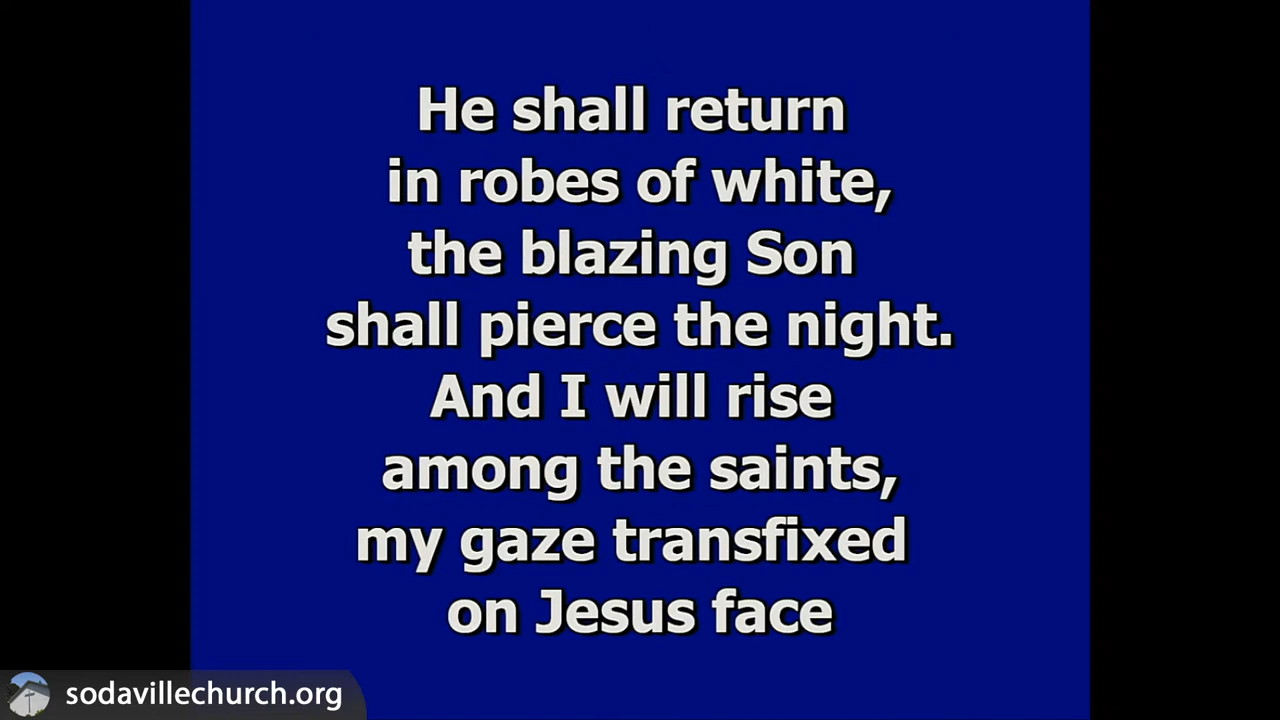 He shall return
in robes of white,
the blazing Son
shall pierce the night.
And I will rise
among the saints,
my gaze transfixed
on Jesus face
sodavillechurch.org